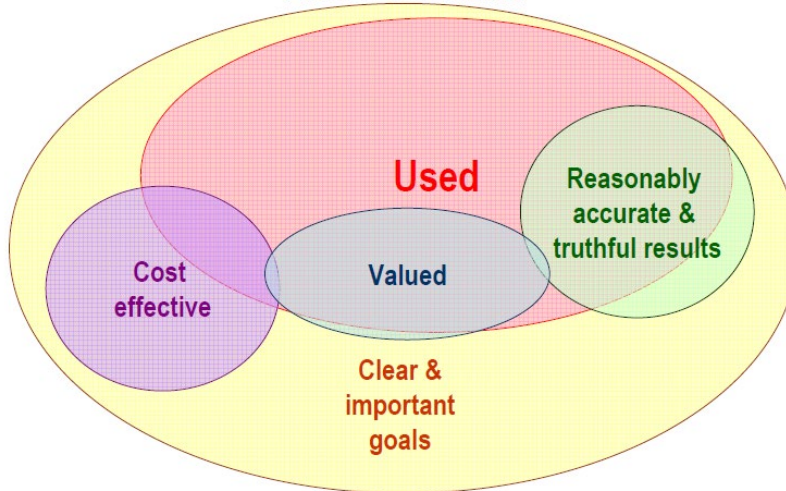 Used
Reasonably
accurate &
truthful results
Cost
effective
Valued
Clear &
important
goals